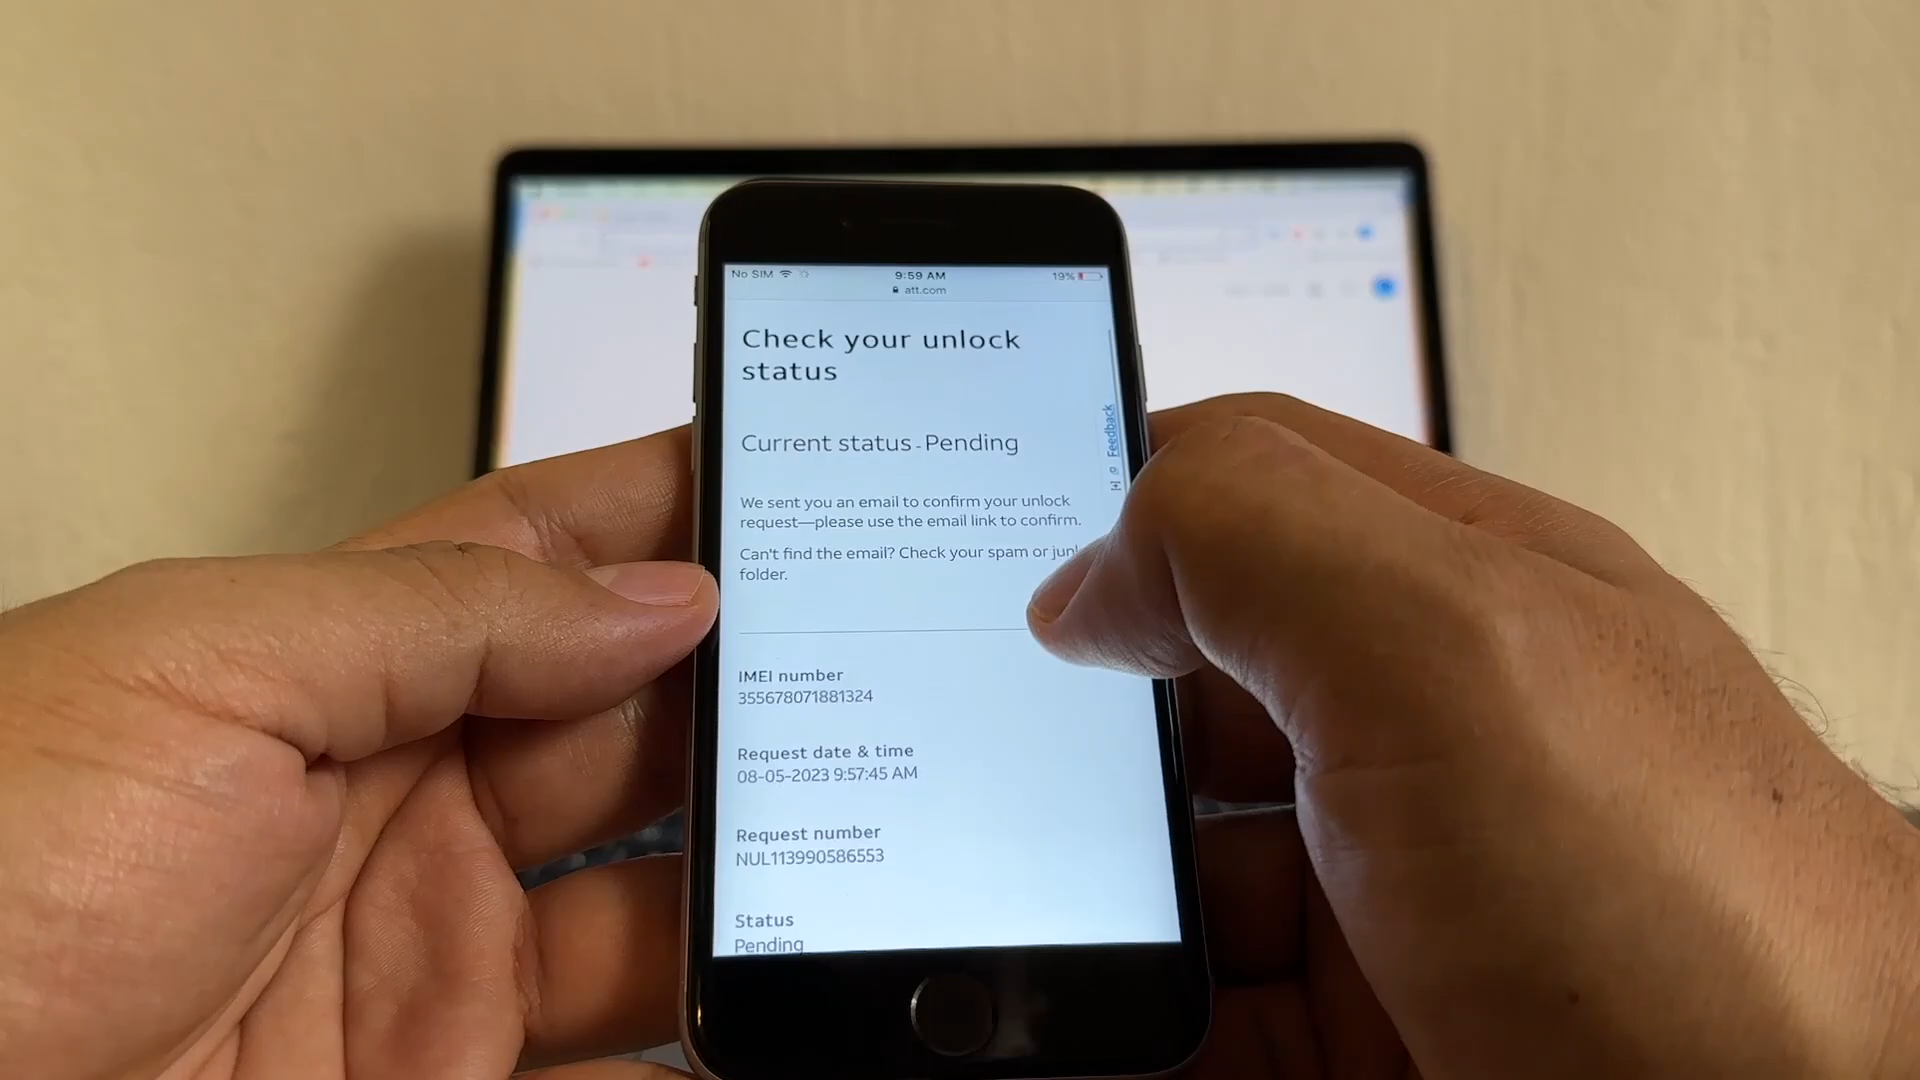 No SIM 9:59 AM 19%
att.com
Check your unlock
status
Feedback
Current status - Pending
We sent you an email to confirm your unlock
request—please use the email link to confirm.
Can't find the email? Check your spam or
folder.
IMEI number
355678071881324
Request date & time
08-05-2023 9:57:45 AM
Request number
NUL113990586553
Status
Pending